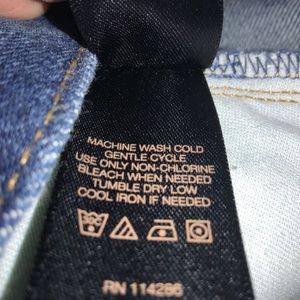 MACHINE WASH COLD
GENTLE CYCLE
USE ONLY NON-CHLORINE
BLEACH WHEN NEEDED
TUMBLE DRY LOW
COOL IRON IF NEEDED
RN 114286